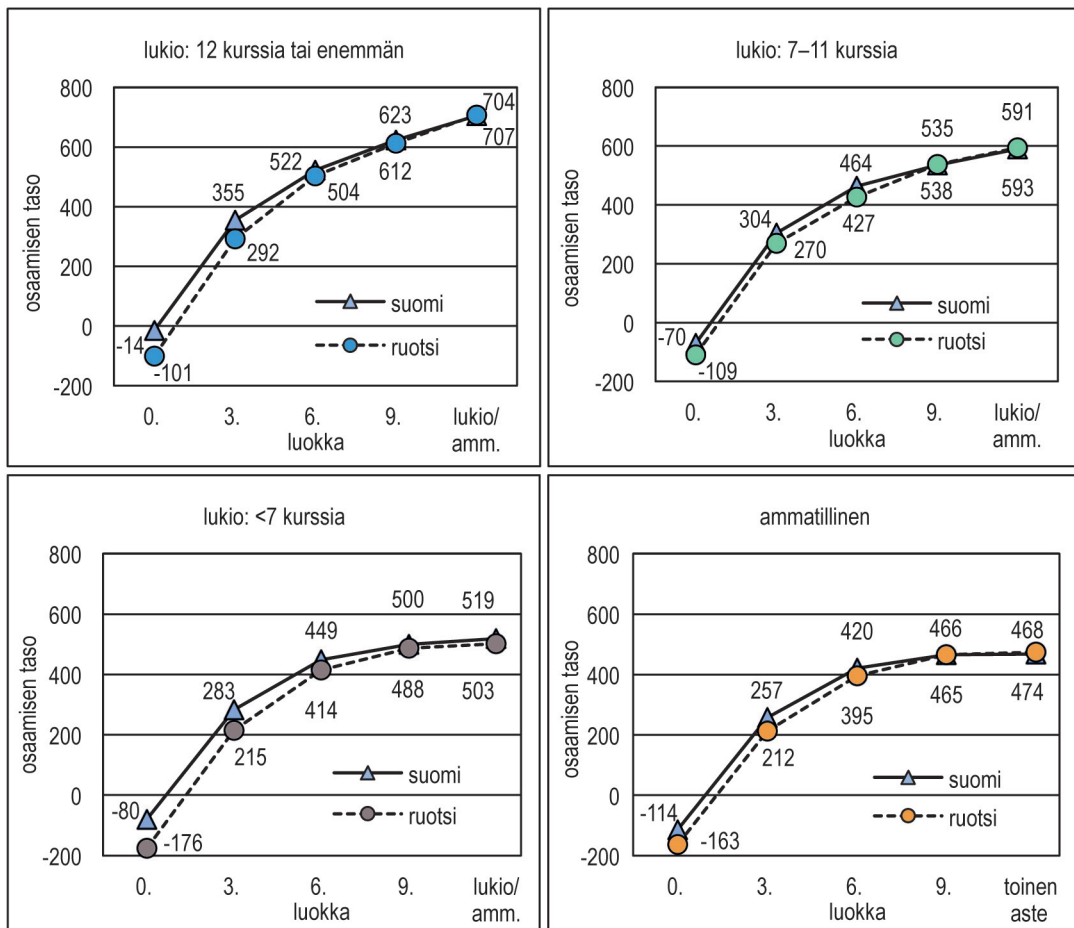 lukio: 12 kurssia tai enemmän
800
600
400
200
0
-200
osaamisen taso
-14
-101
355
292
522
504
623
612
704
707
suomi
ruotsi
0. 3. 6. 9. lukio/
luokka amm.
lukio: 7–11 kurssia
800
600
400
200
0
-200
osaamisen taso
-70
-109
304
270
464
427
535
538
591
593
suomi
ruotsi
0. 3. 6. 9. lukio/
luokka amm.
lukio: <7 kurssia
800
600
400
200
0
-200
osaamisen taso
-80
-176
283
215
449
414
500
488
519
503
suomi
ruotsi
0. 3. 6. 9. lukio/
luokka amm.
ammatillinen
800
600
400
200
0
-200
osaamisen taso
-114
-163
257
212
420
395
466
465
468
474
suomi
ruotsi
0. 3. 6. 9. toinen
luokka aste